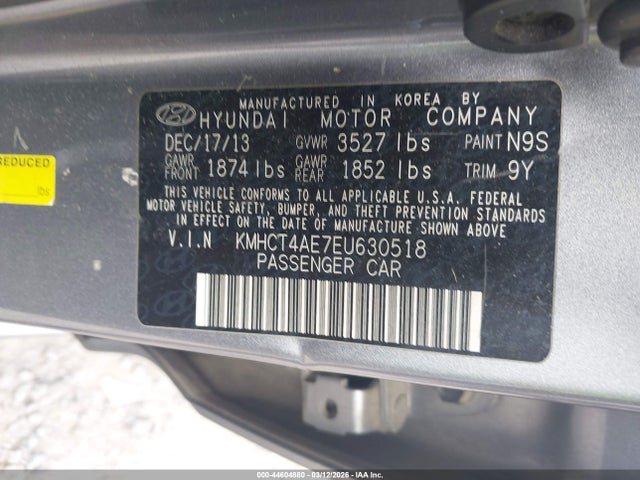 MANUFACTURED IN KOREA BY
HYUNDAI MOTOR COMPANY
DEC/17/13 GVWR 3527 lbs PAINT N9S
GAWR FRONT 1874 lbs GAWR REAR 1852 lbs TRIM 9Y
THIS VEHICLE CONFORMS TO ALL APPLICABLE U.S.A. FEDERAL
MOTOR VEHICLE SAFETY, BUMPER, AND THEFT PREVENTION STANDARDS
IN EFFECT ON THE DATE OF MANUFACTURE SHOWN ABOVE
V.I.N KMHCT4AE7EU630518
PASSENGER CAR
REDUCED
lbs
000-44604880 03/12/2026 IAA Inc.